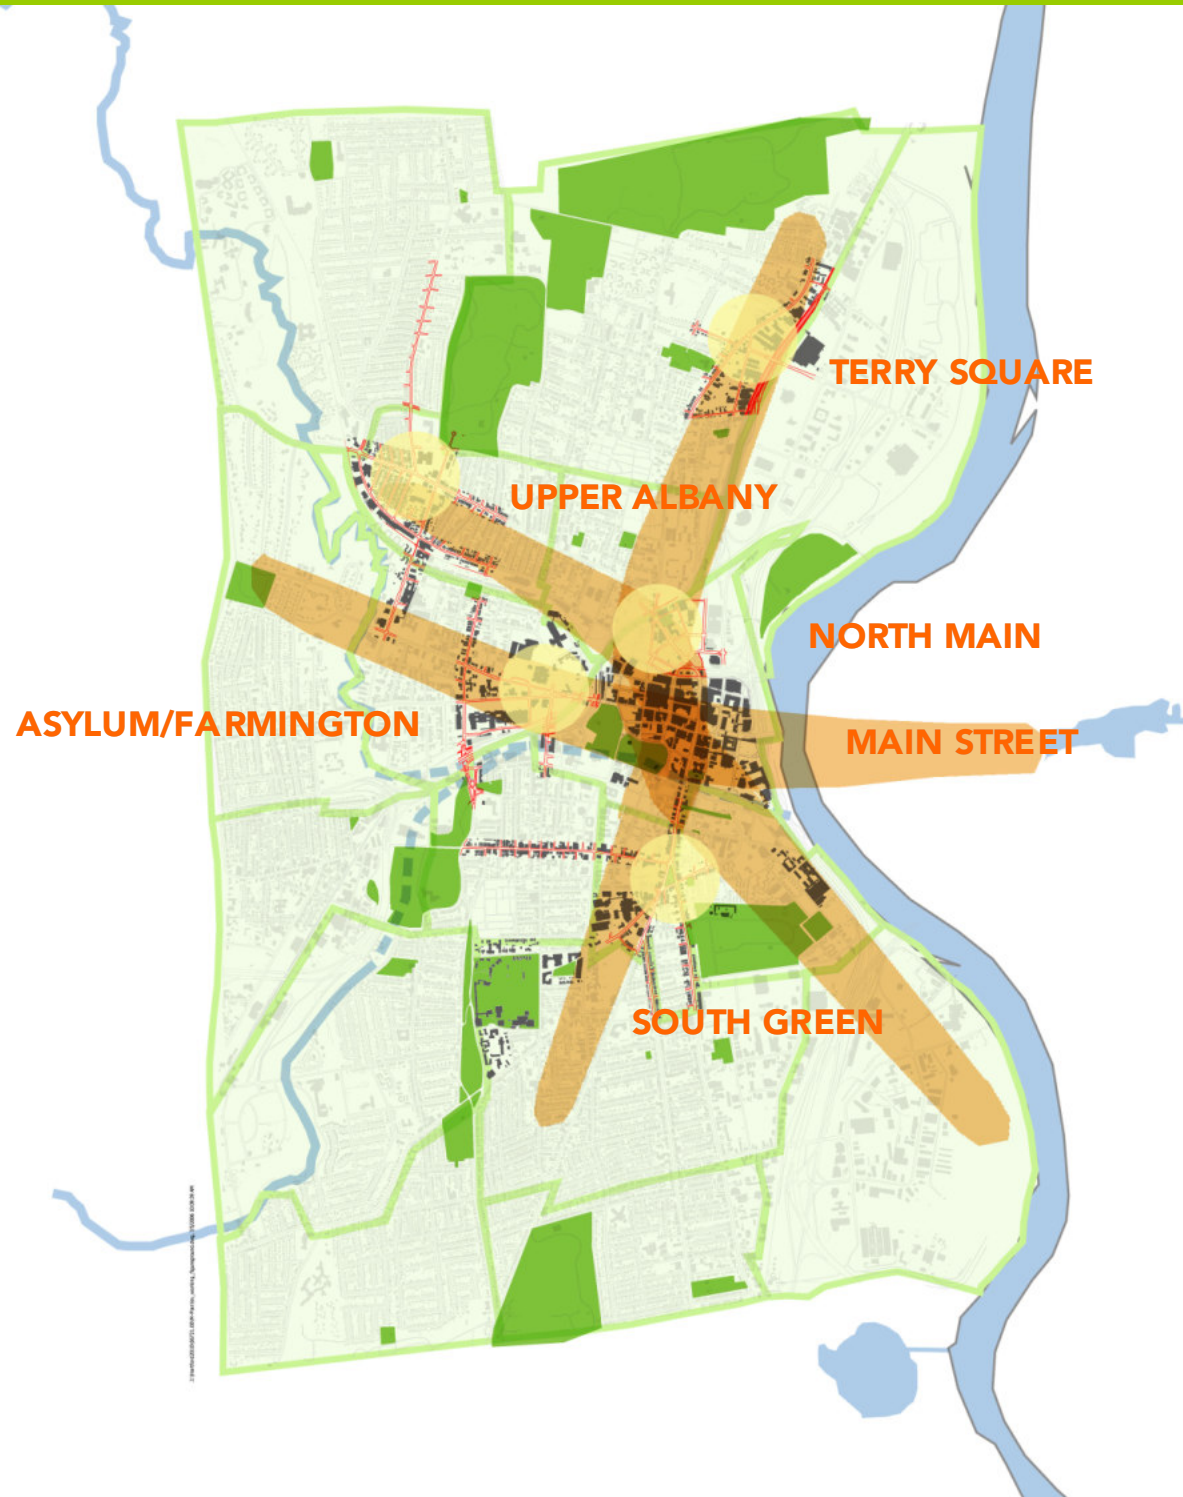 TERRY SQUARE
UPPER ALBANY
NORTH MAIN
ASYLUM/FARMINGTON
MAIN STREET
SOUTH GREEN